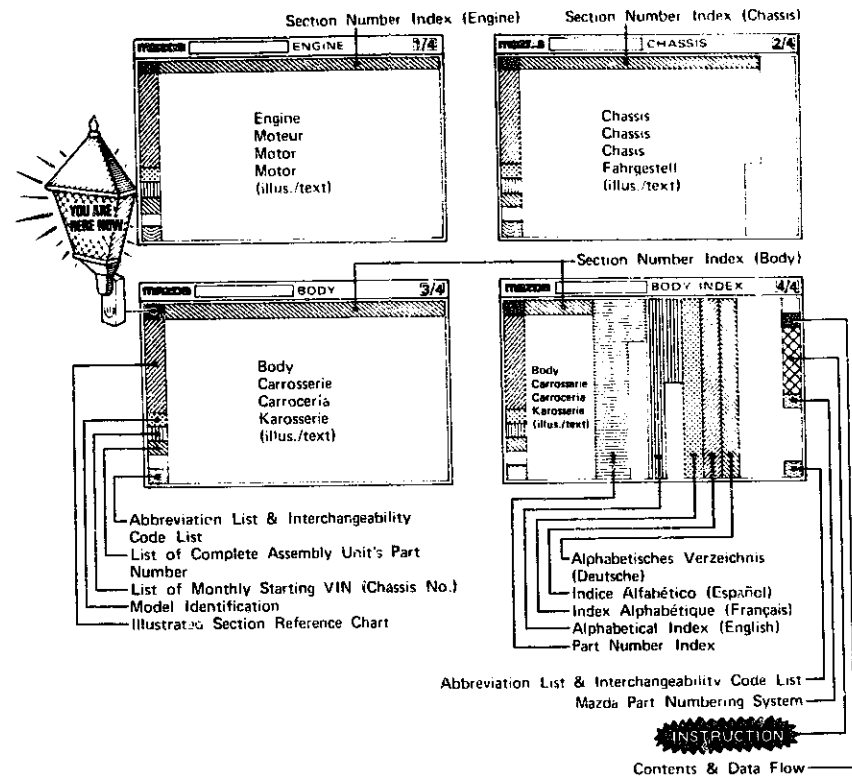 Section Number Index (Engine)
Section Number Index (Chassis)
mazda ENGINE 1/4
CHASSIS 2/4
Engine
Moteur
Motor
Motor
(illus./text)
Chassis
Chassis
Chasis
Fahrgestell
(illus./text)
YOU ARE
HERE NOW
Section Number Index (Body)
mazda BODY 3/4
mazda BODY INDEX 4/4
Body
Carrosserie
Carrocería
Karosserie
(illus./text)
Body
Carrosserie
Carroceria
Karosserie
(illus./text)
Abbreviation List & Interchangeability
Code List
List of Complete Assembly Unit's Part
Number
List of Monthly Starting VIN (Chassis No.)
Model Identification
Illustrated Section Reference Chart
Alphabetisches Verzeichnis
(Deutsche)
Indice Alfabético (Español)
Index Alphabétique (Français)
Alphabetical Index (English)
Part Number Index
Abbreviation List & Interchangeability Code List
Mazda Part Numbering System
INSTRUCTION
Contents & Data Flow